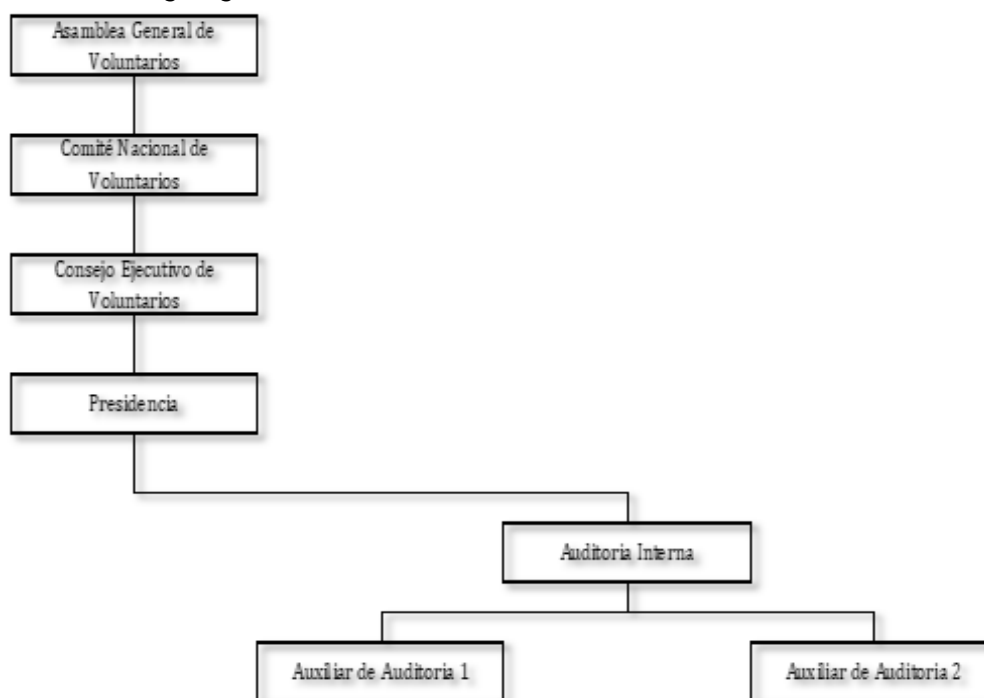 Asamblea General de
Voluntarios
Comité Nacional de
Voluntarios
Consejo Ejecutivo de
Voluntarios
Presidencia
Auditoria Interna
Auxiliar de Auditoria 1
Auxiliar de Auditoria 2